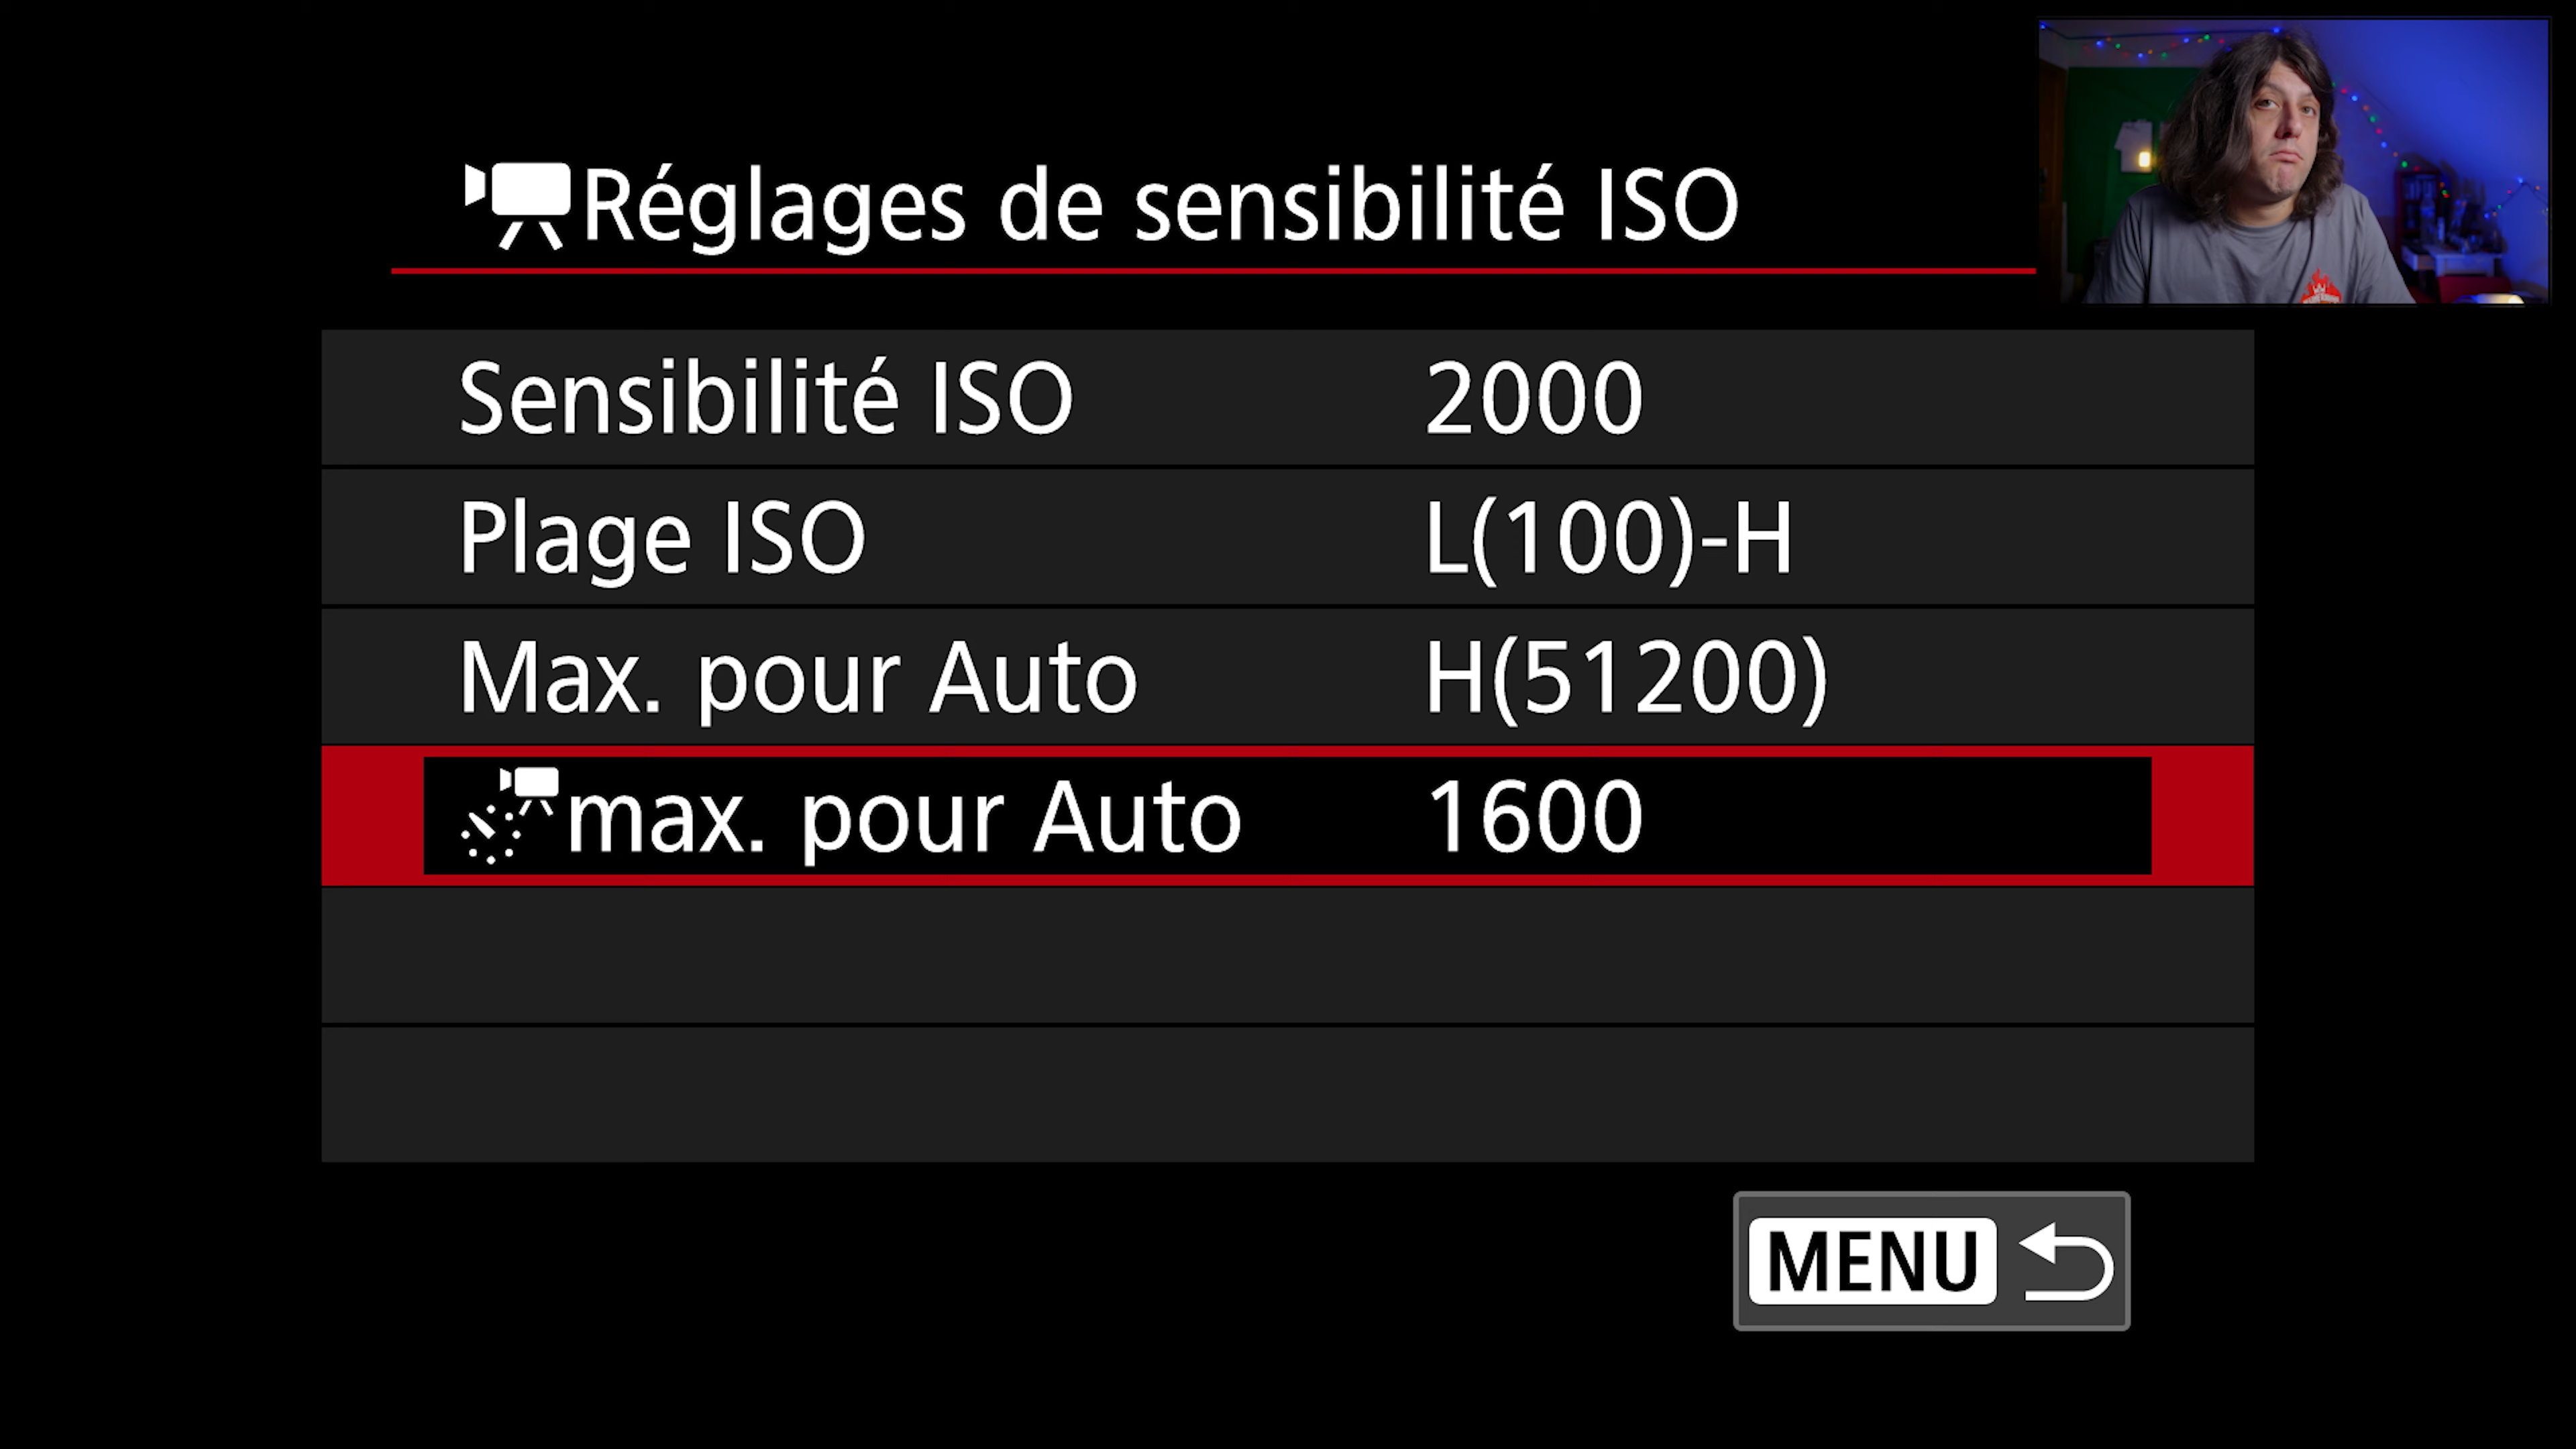 Réglages de sensibilité ISO
Sensibilité ISO 2000
Plage ISO L(100)-H
Max. pour Auto H(51200)
max. pour Auto 1600
MENU